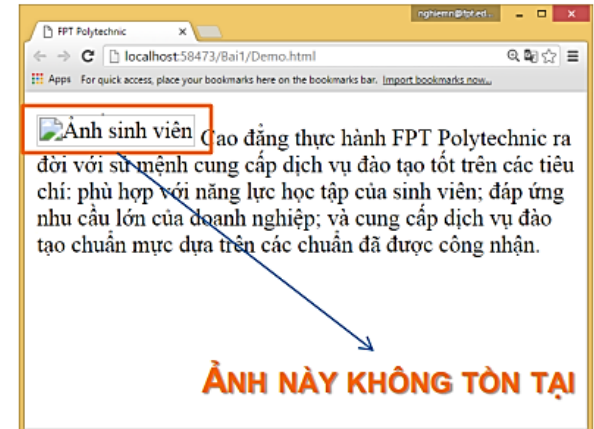 nghiemn@fpt.ed..
FPT Polytechnic
localhost:58473/Bai1/Demo.html
Apps For quick access, place your bookmarks here on the bookmarks bar. Import bookmarks now...
Ảnh sinh viên Cao đẳng thực hành FPT Polytechnic ra
đời với sứ mệnh cung cấp dịch vụ đào tạo tốt trên các tiêu
chí: phù hợp với năng lực học tập của sinh viên; đáp ứng
nhu cầu lớn của doanh nghiệp; và cung cấp dịch vụ đào
tạo chuẩn mực dựa trên các chuẩn đã được công nhận.
ẢNH NÀY KHÔNG TỒN TẠI